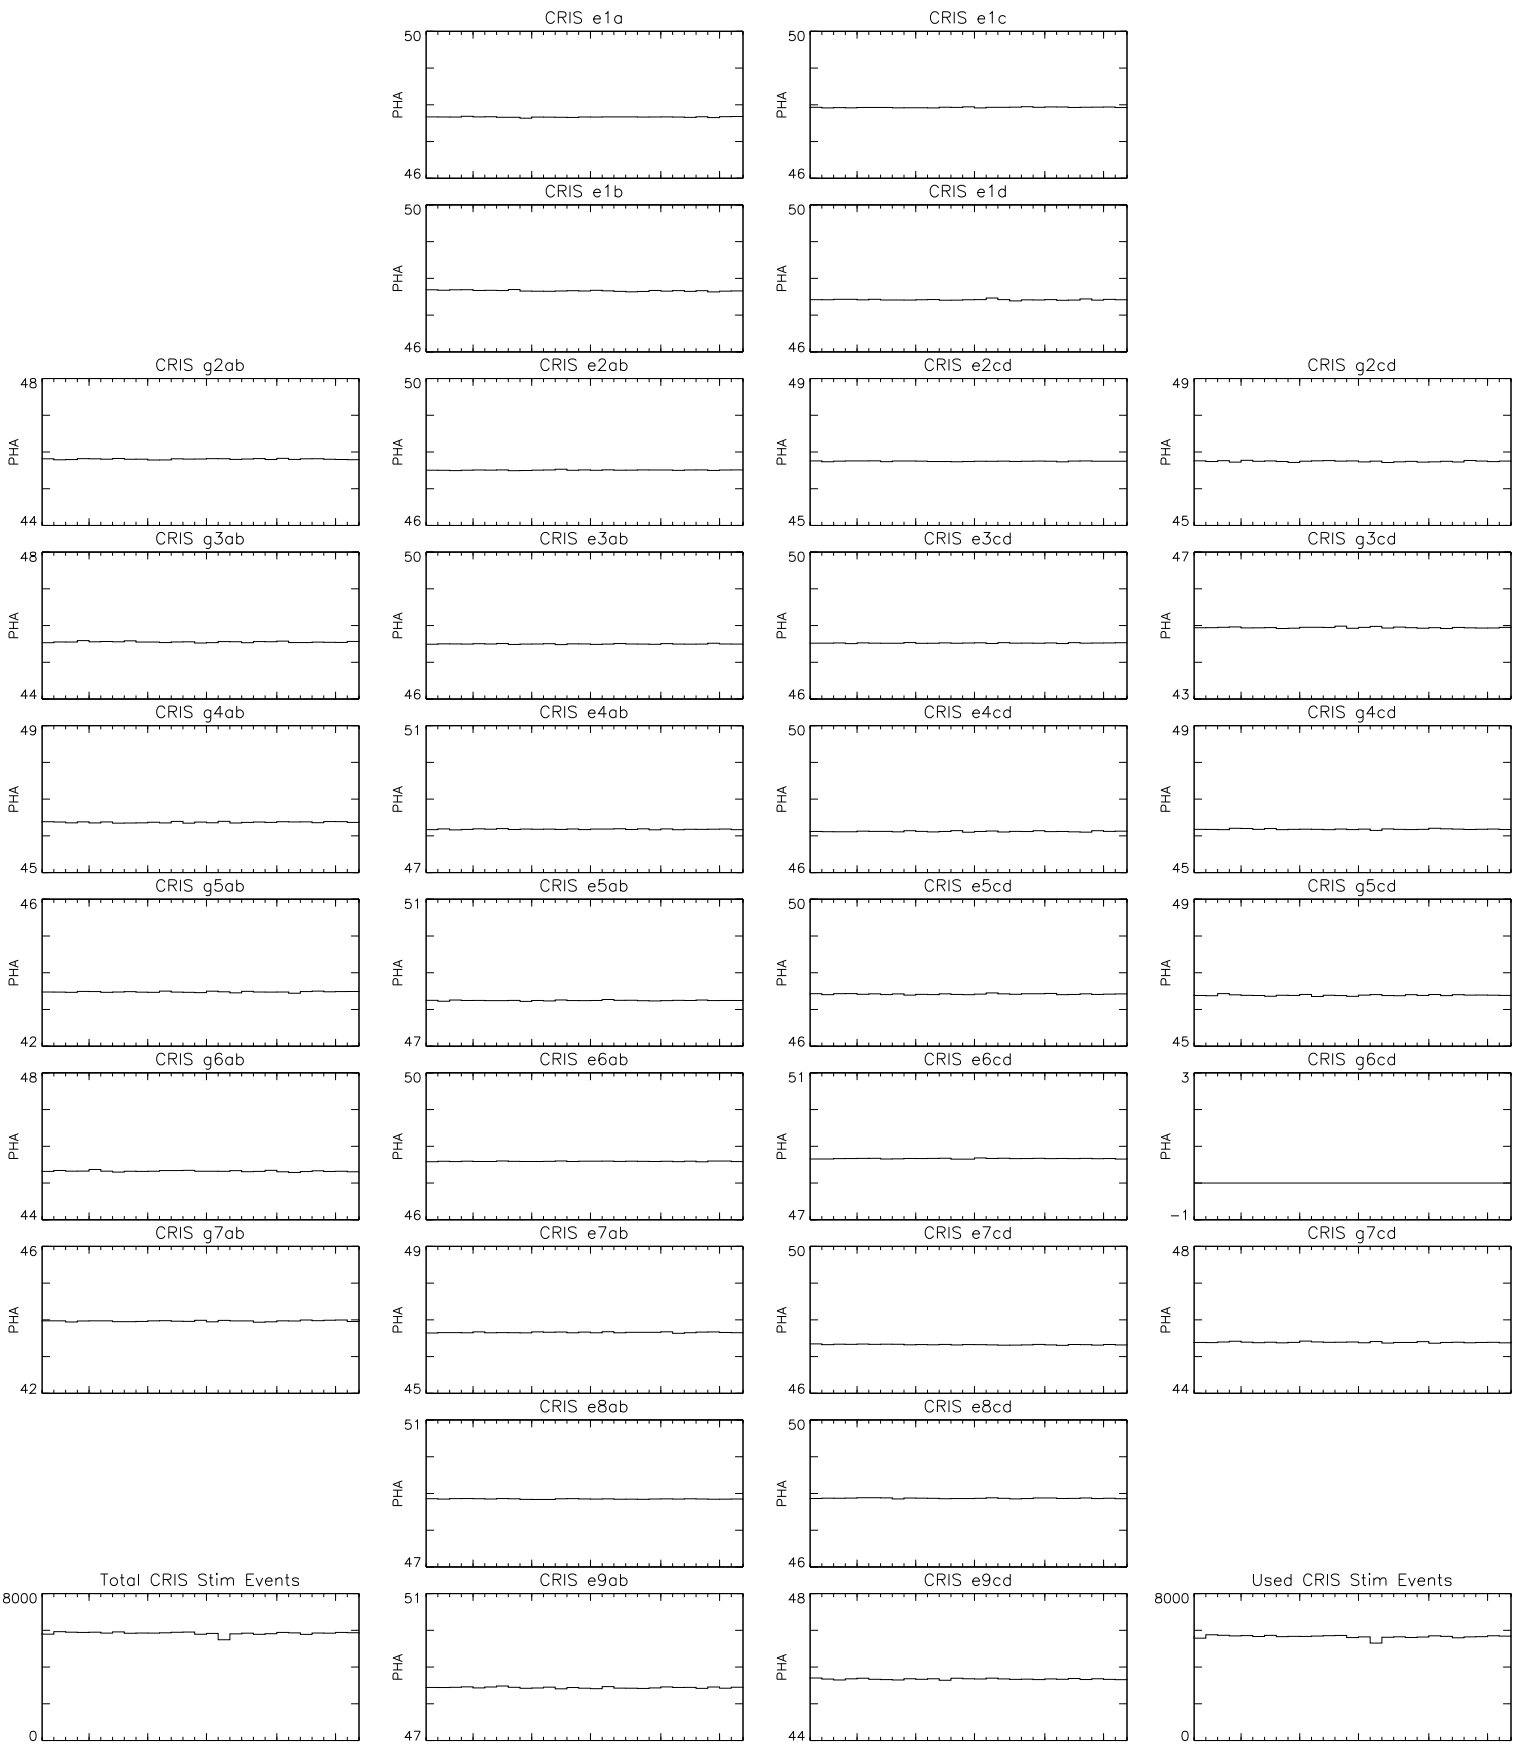 CRIS e1a CRIS e1c
50 50
PHA PHA
46 46
CRIS e1b CRIS e1d
50 50
PHA PHA
46 46
CRIS g2ab CRIS e2ab CRIS e2cd CRIS g2cd
48 50 49 49
PHA PHA PHA PHA
44 46 45 45
CRIS g3ab CRIS e3ab CRIS e3cd CRIS g3cd
48 50 50 47
PHA PHA PHA PHA
44 46 46 43
CRIS g4ab CRIS e4ab CRIS e4cd CRIS g4cd
49 51 50 49
PHA PHA PHA PHA
45 47 46 45
CRIS g5ab CRIS e5ab CRIS e5cd CRIS g5cd
46 51 50 49
PHA PHA PHA PHA
42 47 46 45
CRIS g6ab CRIS e6ab CRIS e6cd CRIS g6cd
48 50 51 3
PHA PHA PHA PHA
44 46 47 -1
CRIS g7ab CRIS e7ab CRIS e7cd CRIS g7cd
46 49 50 48
PHA PHA PHA PHA
42 45 46 44
CRIS e8ab CRIS e8cd
51 50
PHA PHA
47 46
Total CRIS Stim Events CRIS e9ab CRIS e9cd Used CRIS Stim Events
8000 51 48 8000
PHA PHA
0 47 44 0